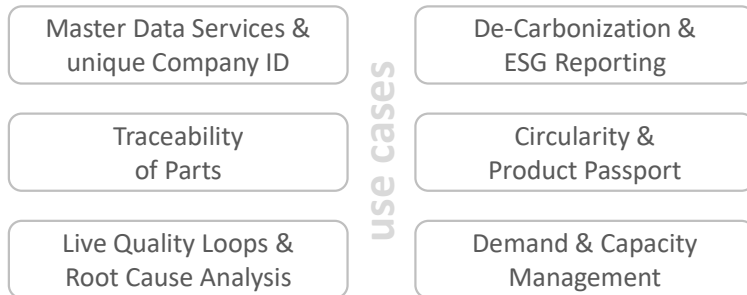 Master Data Services &
unique Company ID
Traceability
of Parts
Live Quality Loops &
Root Cause Analysis
use cases
De-Carbonization &
ESG Reporting
Circularity &
Product Passport
Demand & Capacity
Management